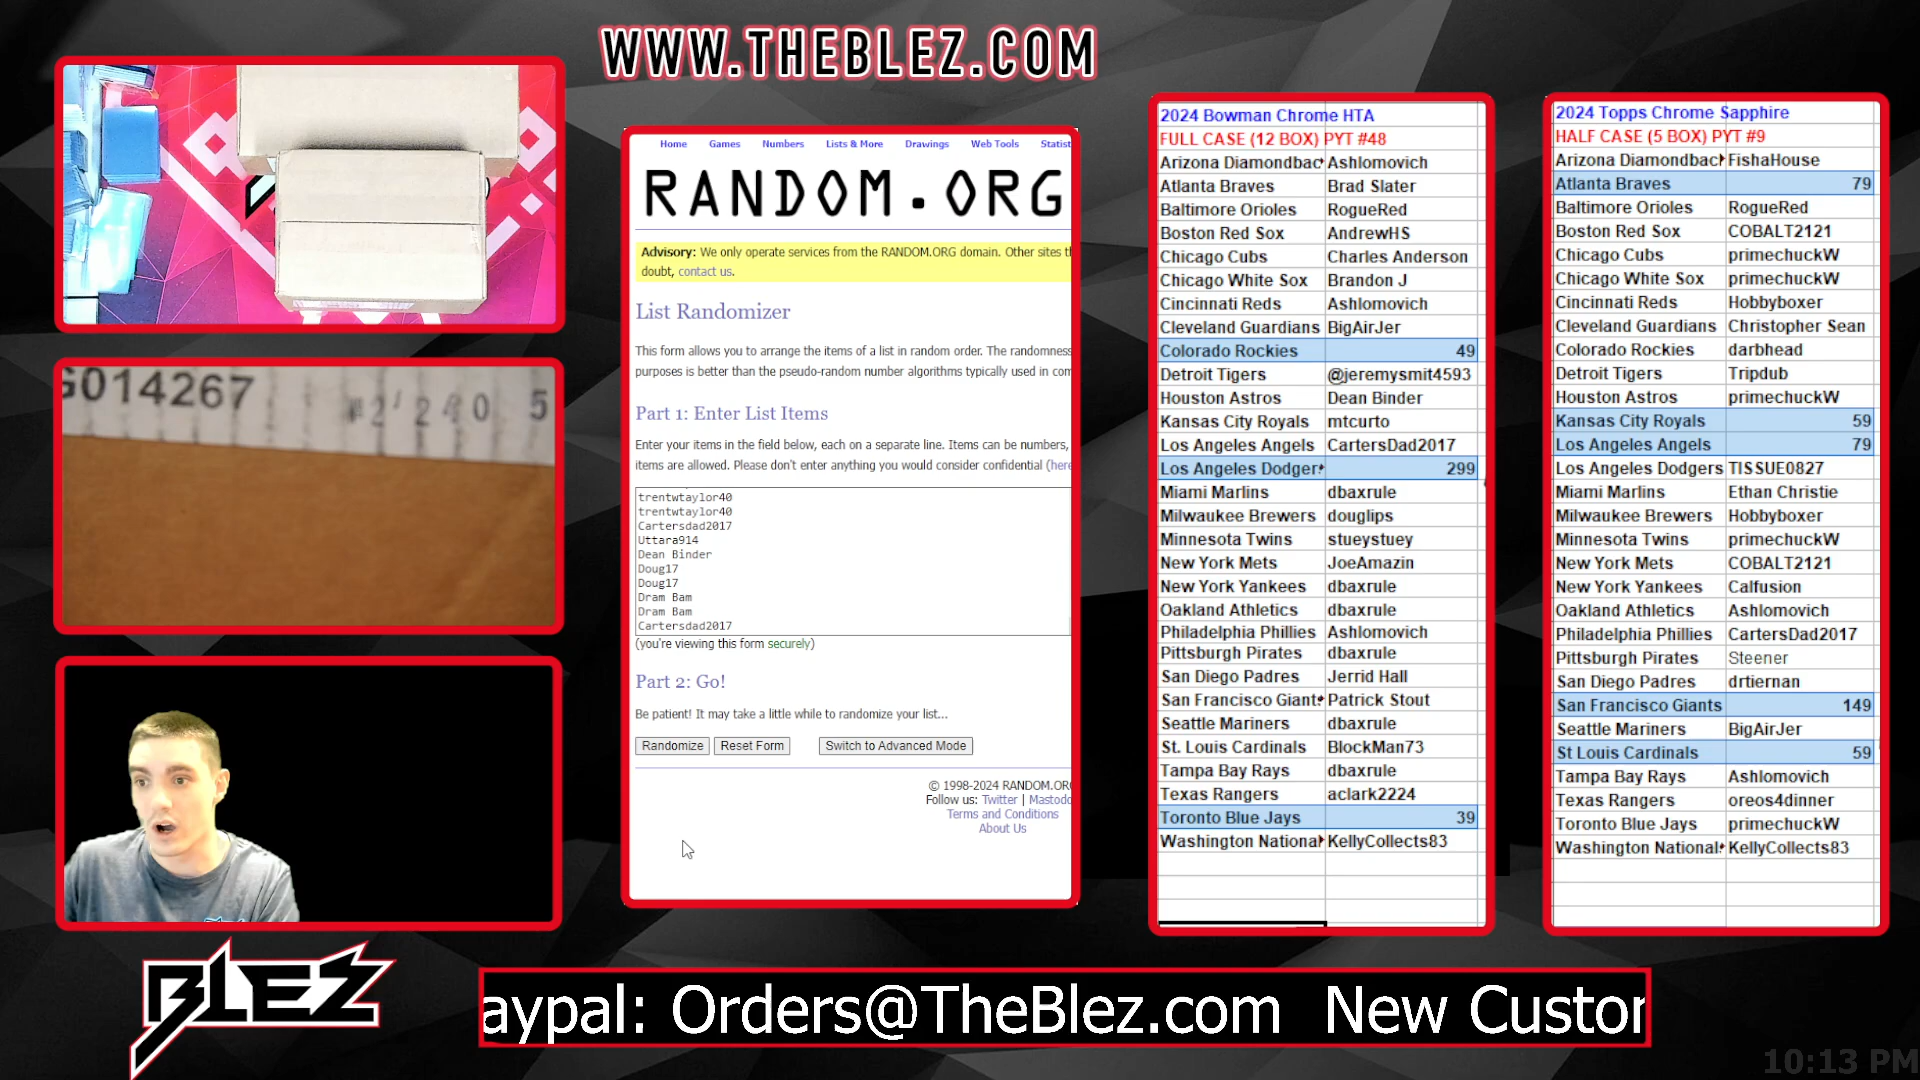 WWW.THEBLEZ.COM
G014267
5
Home Games Numbers Lists & More Drawings Web Tools Statist
RANDOM.ORG
Advisory: We only operate services from the RANDOM.ORG domain. Other sites th
doubt, contact us.
List Randomizer
This form allows you to arrange the items of a list in random order. The randomness
purposes is better than the pseudo-random number algorithms typically used in com
Part 1: Enter List Items
Enter your items in the field below, each on a separate line. Items can be numbers,
items are allowed. Please don't enter anything you would consider confidential (here
trentwtaylor40
trentwtaylor40
Cartersdad2017
Uttara914
Dean Binder
Doug17
Doug17
Dram Bam
Dram Bam
Cartersdad2017
(you're viewing this form securely)
Part 2: Go!
Be patient! It may take a little while to randomize your list...
Randomize Reset Form Switch to Advanced Mode
© 1998-2024 RANDOM.ORG
Follow us: Twitter | Mastodo
Terms and Conditions
About Us
2024 Bowman Chrome HTA
FULL CASE (12 BOX) PYT #48
Arizona Diamondbac Ashlomovich
Atlanta Braves Brad Slater
Baltimore Orioles RogueRed
Boston Red Sox AndrewHS
Chicago Cubs Charles Anderson
Chicago White Sox Brandon J
Cincinnati Reds Ashlomovich
Cleveland Guardians BigAirJer
Colorado Rockies 49
Detroit Tigers @jeremysmit4593
Houston Astros Dean Binder
Kansas City Royals mtcurto
Los Angeles Angels CartersDad2017
Los Angeles Dodger 299
Miami Marlins dbaxrule
Milwaukee Brewers douglips
Minnesota Twins stueystuey
New York Mets JoeAmazin
New York Yankees dbaxrule
Oakland Athletics dbaxrule
Philadelphia Phillies Ashlomovich
Pittsburgh Pirates dbaxrule
San Diego Padres Jerrid Hall
San Francisco Giant Patrick Stout
Seattle Mariners dbaxrule
St. Louis Cardinals BlockMan73
Tampa Bay Rays dbaxrule
Texas Rangers aclark2224
Toronto Blue Jays 39
Washington National KellyCollects83
2024 Topps Chrome Sapphire
HALF CASE (5 BOX) PYT #9
Arizona Diamondbac FishaHouse
Atlanta Braves 79
Baltimore Orioles RogueRed
Boston Red Sox COBALT2121
Chicago Cubs primechuckW
Chicago White Sox primechuckW
Cincinnati Reds Hobbyboxer
Cleveland Guardians Christopher Sean
Colorado Rockies darbhead
Detroit Tigers Tripdub
Houston Astros primechuckW
Kansas City Royals 59
Los Angeles Angels 79
Los Angeles Dodgers TISSUE0827
Miami Marlins Ethan Christie
Milwaukee Brewers Hobbyboxer
Minnesota Twins primechuckW
New York Mets COBALT2121
New York Yankees Calfusion
Oakland Athletics Ashlomovich
Philadelphia Phillies CartersDad2017
Pittsburgh Pirates Steener
San Diego Padres drtiernan
San Francisco Giants 149
Seattle Mariners BigAirJer
St Louis Cardinals 59
Tampa Bay Rays Ashlomovich
Texas Rangers oreos4dinner
Toronto Blue Jays primechuckW
Washington National KellyCollects83
BLEZ
aypal: Orders@TheBlez.com New Custor
10:13 PM